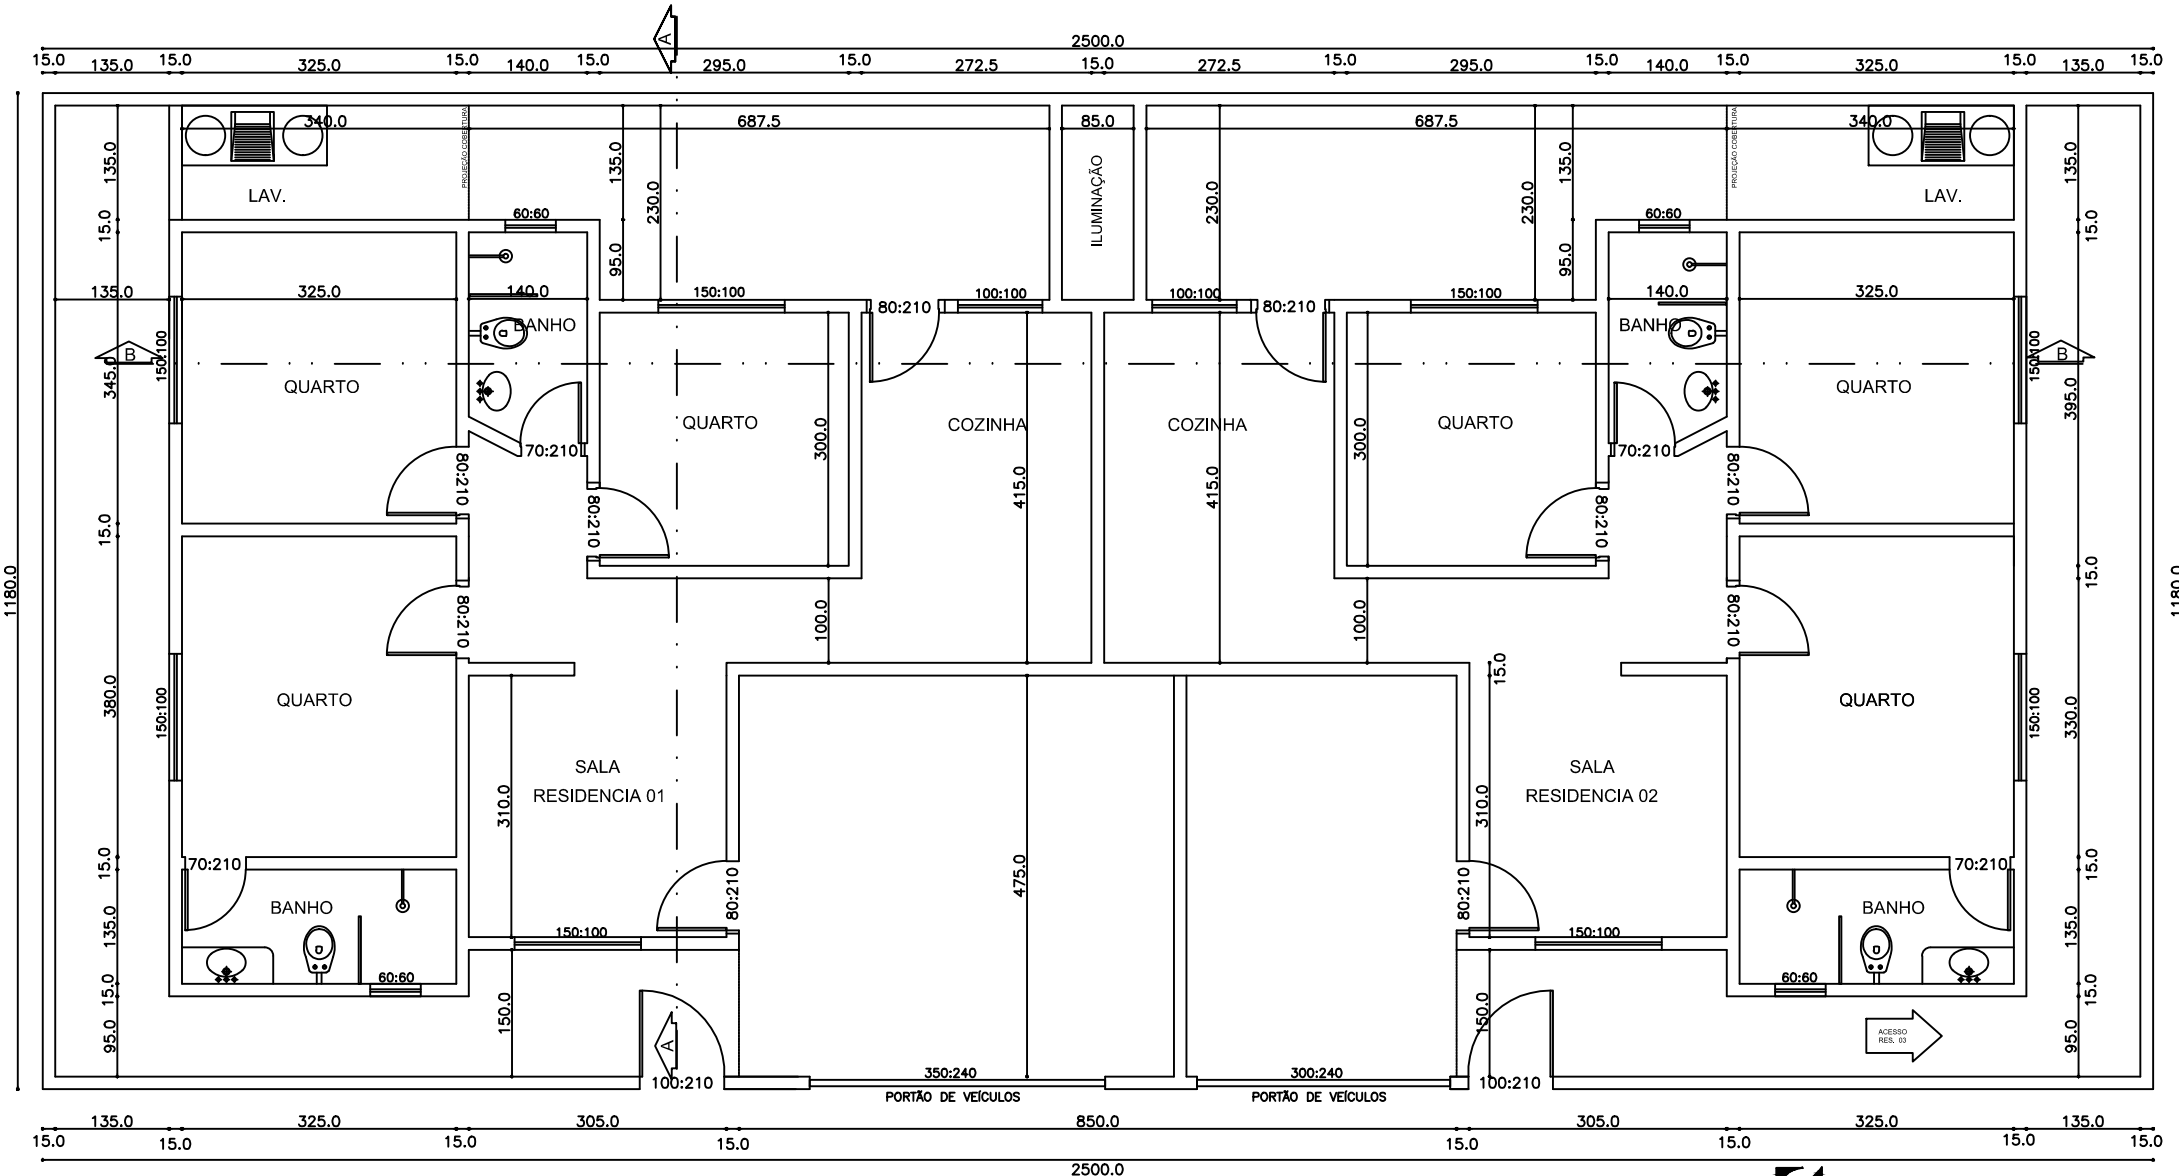 A
2500.0
15.0 135.0 15.0 325.0 15.0 140.0 15.0 295.0 15.0 272.5 15.0 272.5 15.0 295.0 15.0 140.0 15.0 325.0 15.0 135.0 15.0
340.0 687.5 85.0 687.5 340.0
PROJEÇÃO COBERTURA
PROJEÇÃO COBERTURA
135.0 135.0 230.0 230.0 230.0 135.0 135.0
ILUMINAÇÃO
LAV. LAV.
15.0 60:60 60:60 15.0
95.0 95.0
135.0 325.0 140.0 150:100 100:100 100:100 150:100 140.0 325.0
80:210 80:210
BANHO BANHO
B B
345.0 150:100 150:100 395.0
QUARTO QUARTO
QUARTO COZINHA COZINHA QUARTO
300.0 300.0
70:210 70:210
80:210 80:210
415.0 415.0
80:210 80:210
15.0 15.0
1180.0 1180.0
80:210 100.0 100.0 80:210
15.0
380.0 150:100 150:100 330.0
QUARTO QUARTO
SALA SALA
RESIDENCIA 01 RESIDENCIA 02
310.0 310.0
15.0 70:210 70:210 15.0
475.0
80:210 80:210
BANHO BANHO
135.0 150:100 150:100 135.0
60:60 60:60
15.0 15.0
150.0 150.0
95.0 A ACESSO 95.0
RES. 03
350:240 300:240
100:210 100:210
PORTÃO DE VEÍCULOS PORTÃO DE VEÍCULOS
135.0 325.0 305.0 850.0 305.0 325.0 135.0
15.0 15.0 15.0 15.0 15.0 15.0 15.0 15.0
2500.0